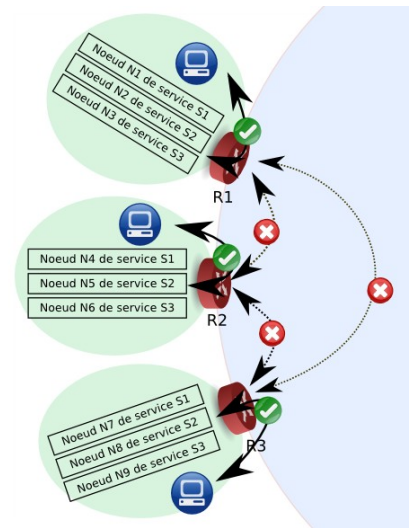 Noeud N1 de service S1
Noeud N2 de service S2
Noeud N3 de service S3
R1
Noeud N4 de service S1
Noeud N5 de service S2
Noeud N6 de service S3
R2
Noeud N7 de service S1
Noeud N8 de service S2
Noeud N9 de service S3
R3